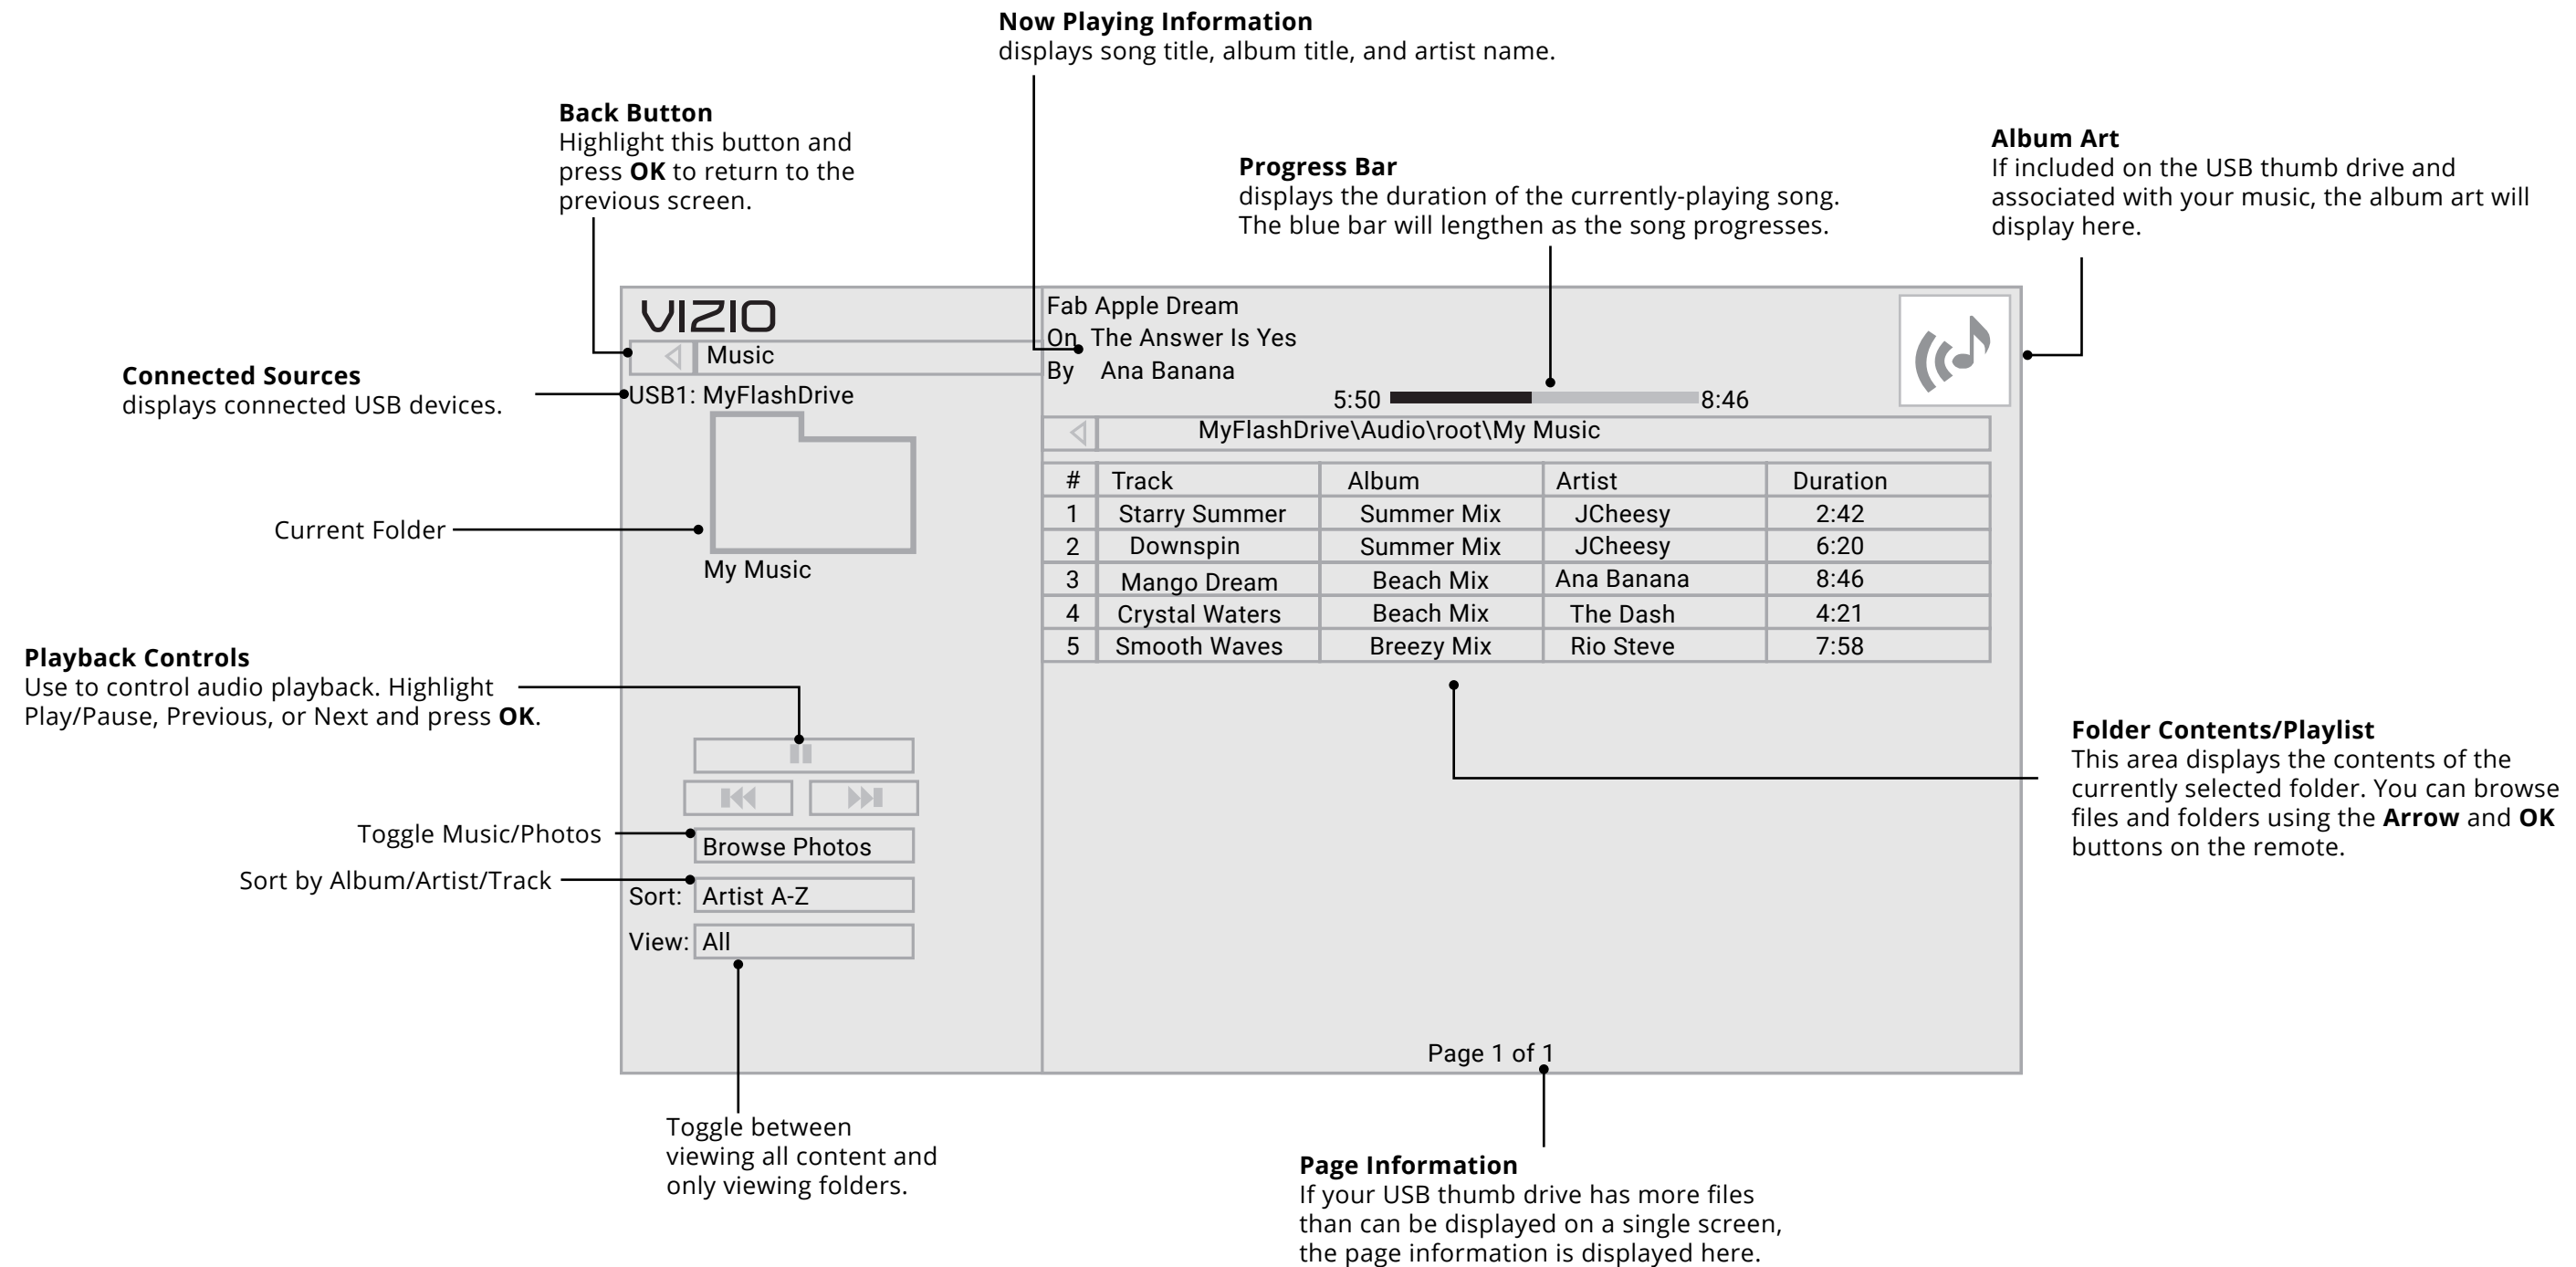 Now Playing Information
displays song title, album title, and artist name.
Back Button
Highlight this button and
press OK to return to the
previous screen.
Progress Bar
displays the duration of the currently-playing song.
The blue bar will lengthen as the song progresses.
Album Art
If included on the USB thumb drive and
associated with your music, the album art will
display here.
Connected Sources
displays connected USB devices.
Current Folder
Playback Controls
Use to control audio playback. Highlight
Play/Pause, Previous, or Next and press OK.
Toggle Music/Photos
Sort by Album/Artist/Track
VIZIO
Music
USB1: MyFlashDrive
My Music
Browse Photos
Sort: Artist A-Z
View: All
Fab Apple Dream
On The Answer Is Yes
By Ana Banana
5:50 8:46
MyFlashDrive\Audio\root\My Music
# Track Album Artist Duration
1 Starry Summer Summer Mix JCheesy 2:42
2 Downspin Summer Mix JCheesy 6:20
3 Mango Dream Beach Mix Ana Banana 8:46
4 Crystal Waters Beach Mix The Dash 4:21
5 Smooth Waves Breezy Mix Rio Steve 7:58
Page 1 of 1
Folder Contents/Playlist
This area displays the contents of the
currently selected folder. You can browse
files and folders using the Arrow and OK
buttons on the remote.
Toggle between
viewing all content and
only viewing folders.
Page Information
If your USB thumb drive has more files
than can be displayed on a single screen,
the page information is displayed here.